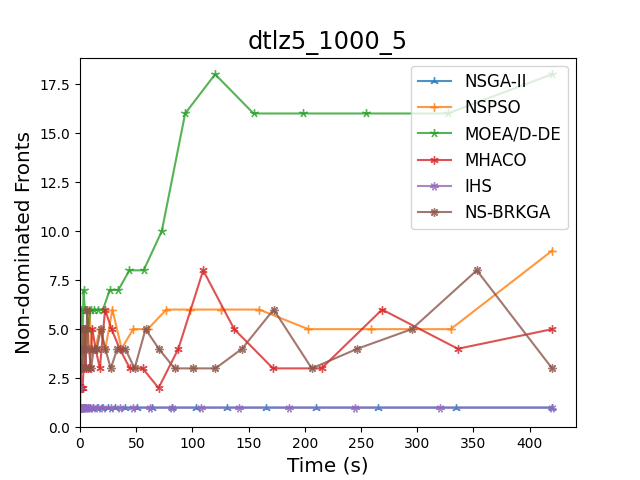 dtlz5_1000_5
Non-dominated Fronts
17.5
15.0
12.5
10.0
7.5
5.0
2.5
0.0
NSGA-II
NSPSO
MOEA/D-DE
MHACO
IHS
NS-BRKGA
0 50 100 150 200 250 300 350 400
Time (s)